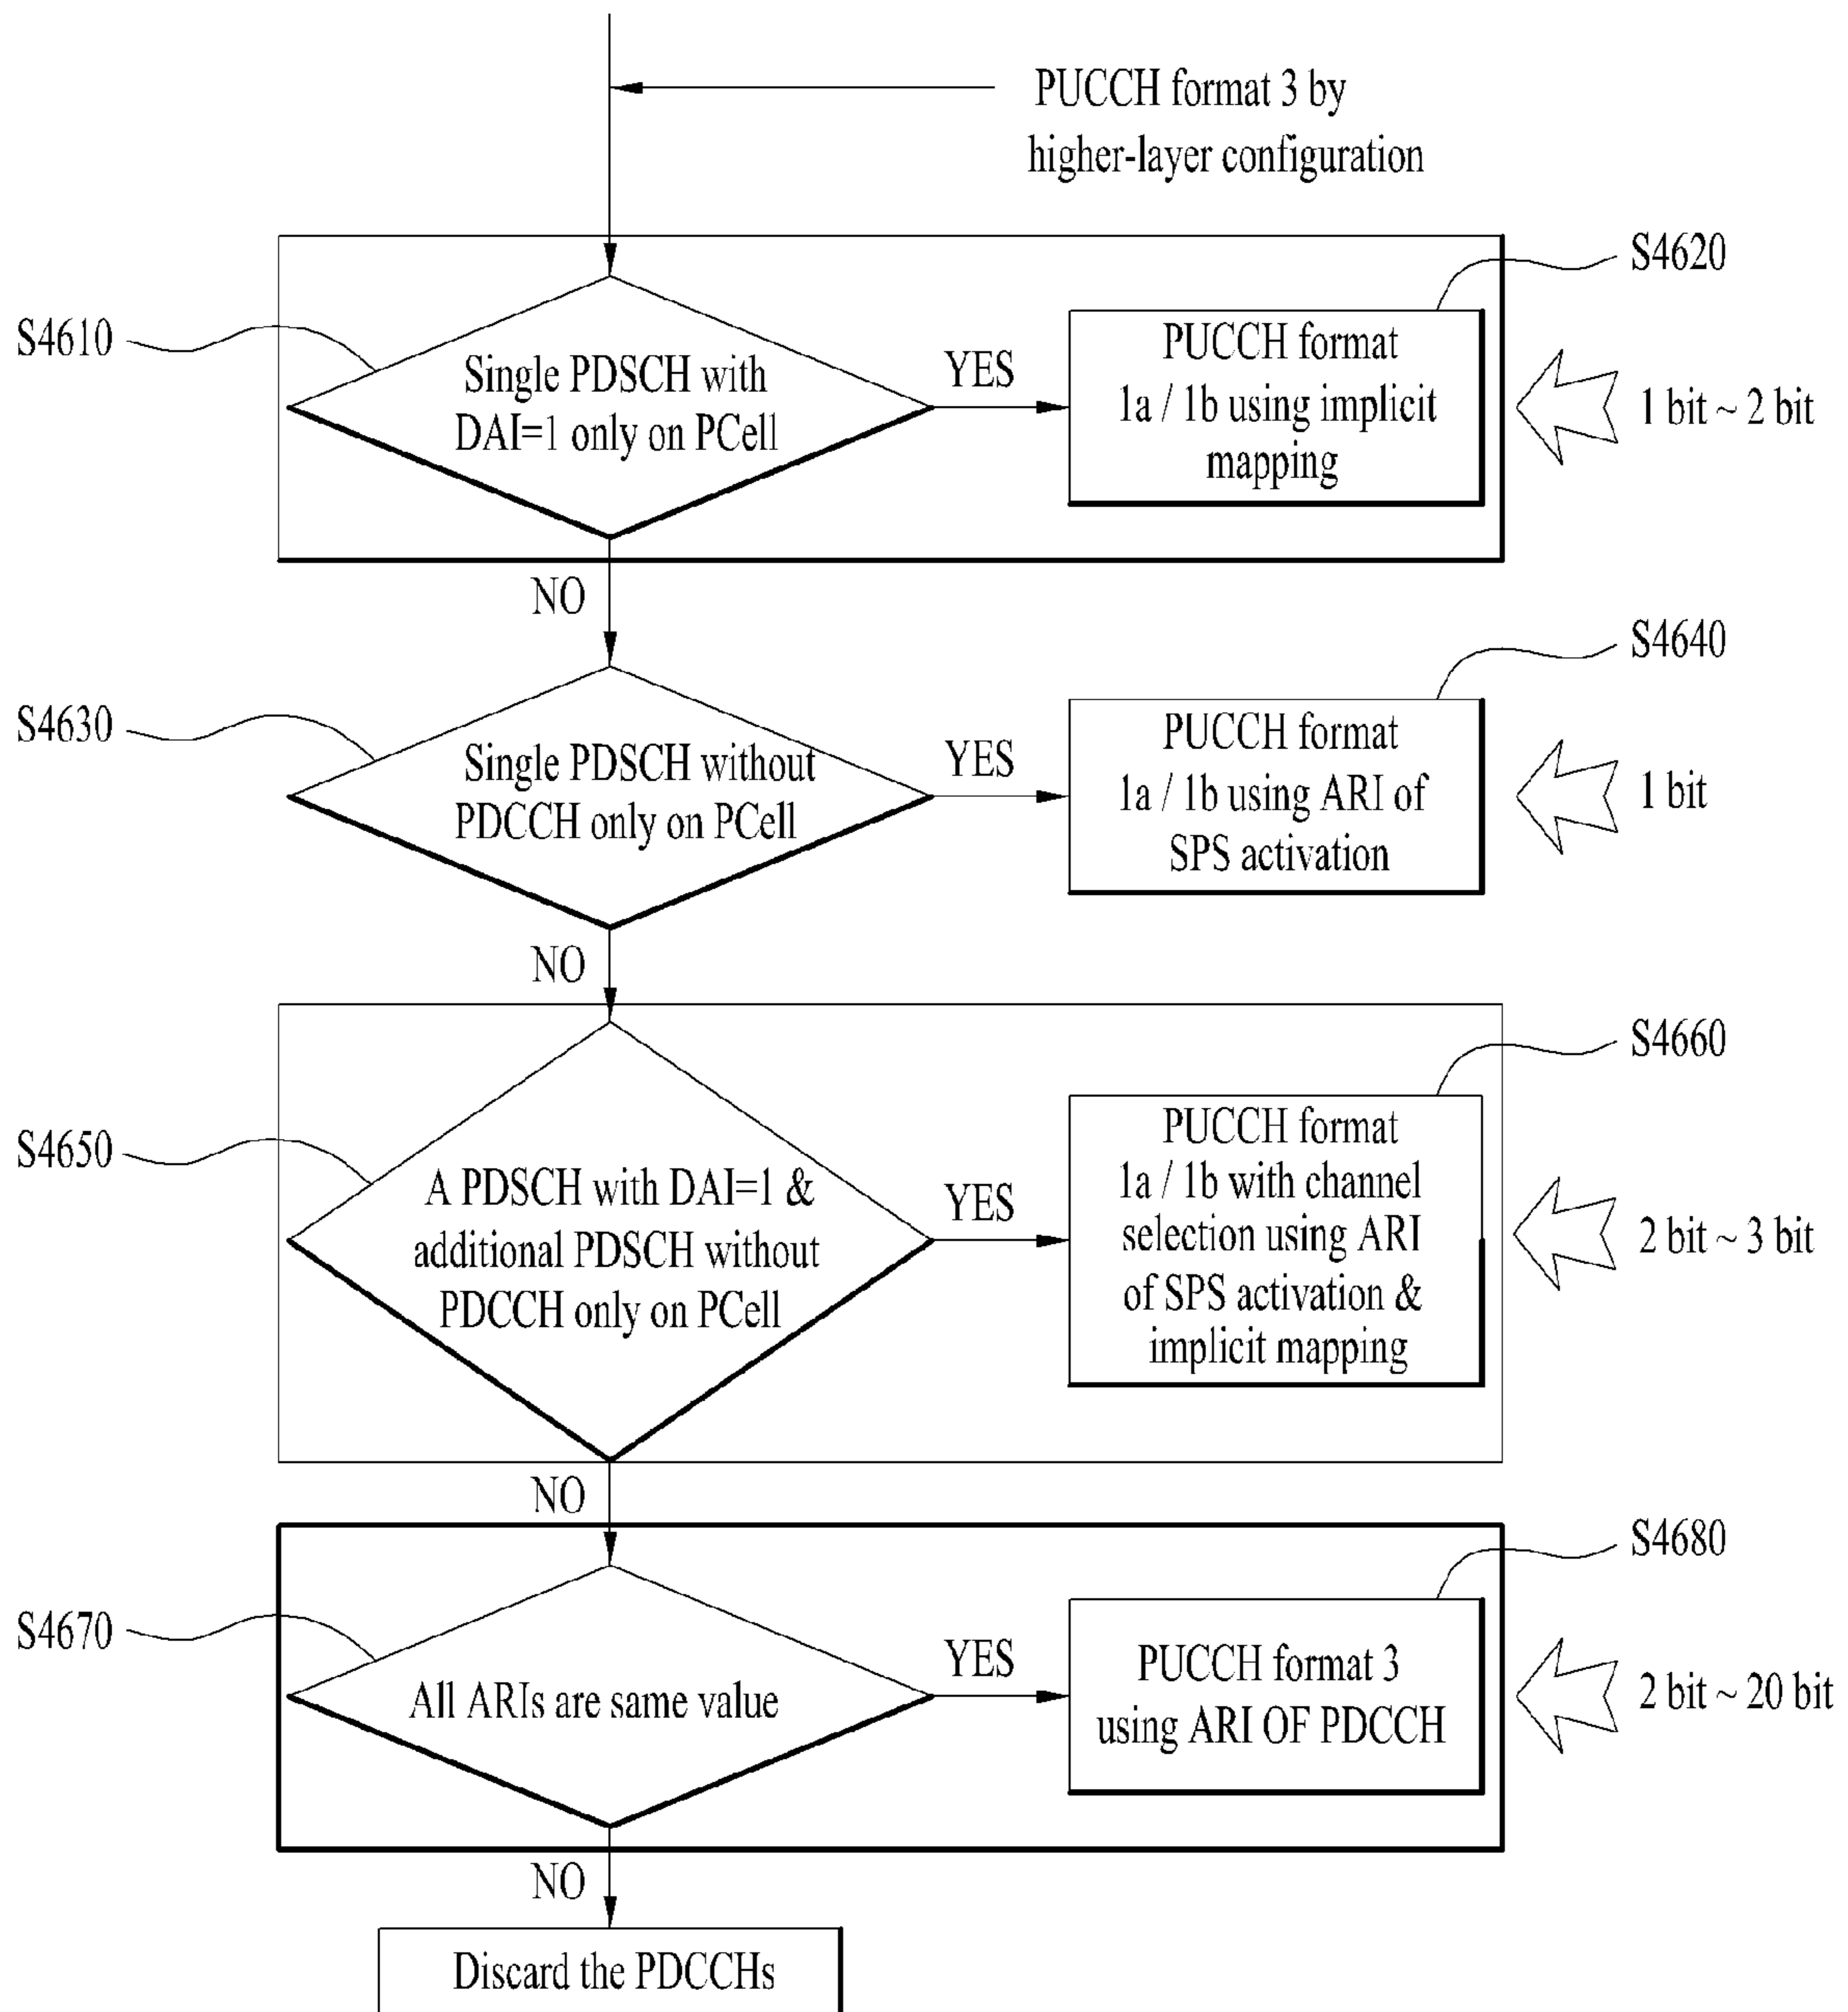 PUCCH format 3 by
higher-layer configuration
S4610
Single PDSCH with
DAI=1 only on PCell
YES
S4620
PUCCH format
1a / 1b using implicit
mapping
1 bit ~ 2 bit
NO
S4630
Single PDSCH without
PDCCH only on PCell
YES
S4640
PUCCH format
1a / 1b using ARI of
SPS activation
1 bit
NO
S4650
A PDSCH with DAI=1 &
additional PDSCH without
PDCCH only on PCell
YES
S4660
PUCCH format
1a / 1b with channel
selection using ARI
of SPS activation &
implicit mapping
2 bit ~ 3 bit
NO
S4670
All ARIs are same value
YES
S4680
PUCCH format 3
using ARI OF PDCCH
2 bit ~ 20 bit
NO
Discard the PDCCHs